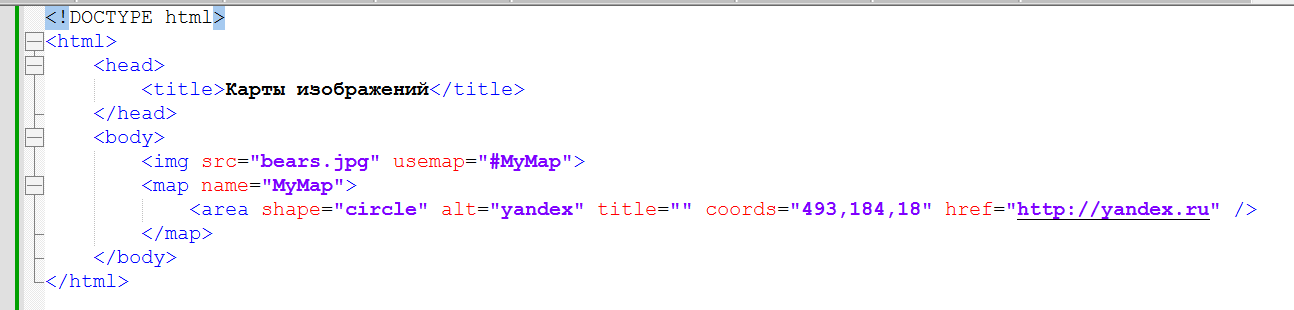 <!DOCTYPE html>
<html>
<head>
<title>Карты изображений</title>
</head>
<body>
<img src="bears.jpg" usemap="#MyMap">
<map name="MyMap">
<area shape="circle" alt="yandex" title="" coords="493,184,18" href="http://yandex.ru" />
</map>
</body>
</html>